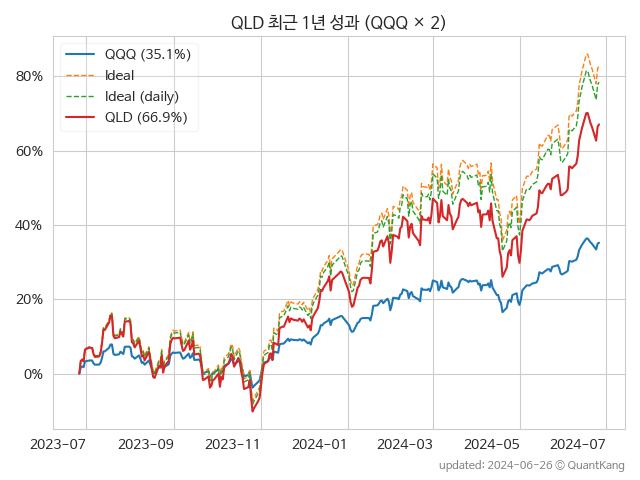 QLD 최근 1년 성과 (QQQ × 2)
QQQ (35.1%)
Ideal
Ideal (daily)
QLD (66.9%)
80%
60%
40%
20%
0%
2023-07 2023-09 2023-11 2024-01 2024-03 2024-05 2024-07
updated: 2024-06-26 © QuantKang